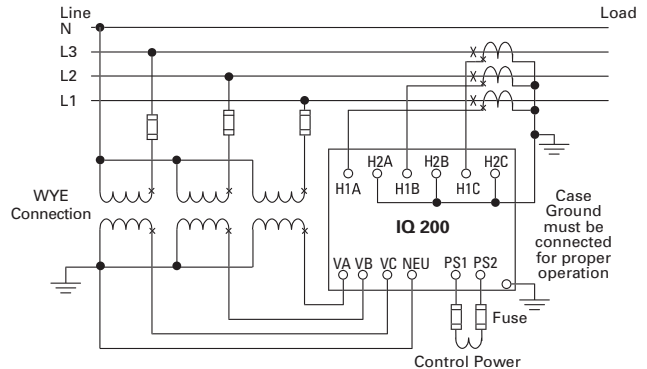 Line
Load
N
L3
L2
L1
H2A
H2B
H2C
H1A
H1B
H1C
WYE
Connection
IQ 200
Case
Ground
must be
connected
for proper
operation
VA
VB
VC
NEU
PS1
PS2
Fuse
Control Power